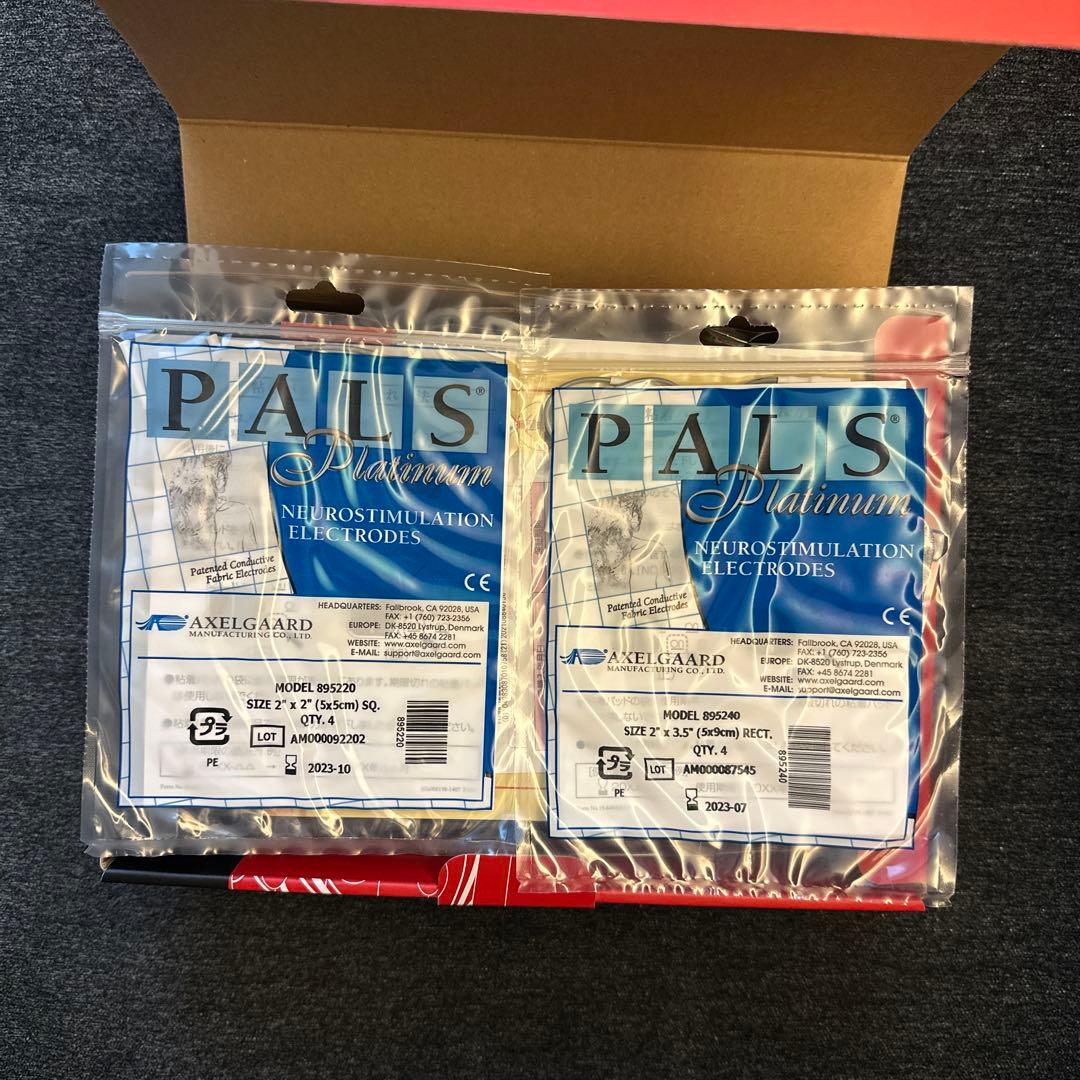 PALS®
Platinum
NEUROSTIMULATION
ELECTRODES
Patented Conductive
Fabric Electrodes
CE
AXELGAARD
MANUFACTURING CO., LTD.
HEADQUARTERS: Fallbrook, CA 92028, USA
FAX: +1 (760) 723-2356
EUROPE: DK-8520 Lystrup, Denmark
FAX: +45 8674 2281
WEBSITE: www.axelgaard.com
E-MAIL: support@axelgaard.com
MODEL 895220
SIZE 2" x 2" (5x5cm) SQ.
QTY. 4
プラ
PE
LOT AM000092202
2023-10
895220
PALS®
Platinum
NEUROSTIMULATION
ELECTRODES
Patented Conductive
Fabric Electrodes
CE
AXELGAARD
MANUFACTURING CO., LTD.
HEADQUARTERS: Fallbrook, CA 92028, USA
FAX: +1 (760) 723-2356
EUROPE: DK-8520 Lystrup, Denmark
FAX: +45 8674 2281
WEBSITE: www.axelgaard.com
E-MAIL: support@axelgaard.com
MODEL 895240
SIZE 2" x 3.5" (5x9cm) RECT.
QTY. 4
プラ
PE
LOT AM000087545
2023-07
895240